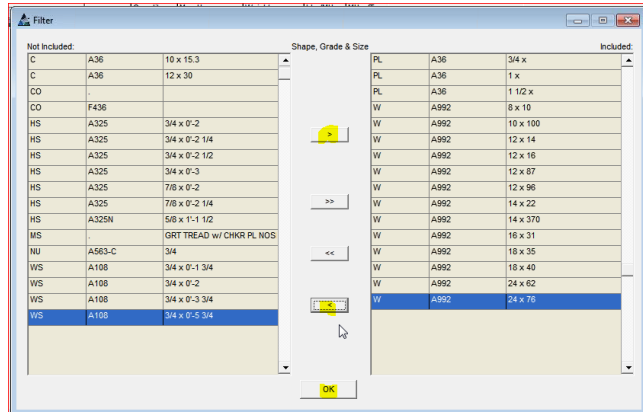 Filter
Not Included: Shape, Grade & Size Included:
C A36 10 x 15.3 PL A36 3/4 x
C A36 12 x 30 PL A36 1 x
CO . PL A36 1 1/2 x
CO F436 W A992 8 x 10
HS A325 3/4 x 0'-2 W A992 10 x 100
HS A325 3/4 x 0'-2 1/4 W A992 12 x 14
HS A325 3/4 x 0'-2 1/2 W A992 12 x 16
HS A325 3/4 x 0'-3 W A992 12 x 87
HS A325 7/8 x 0'-2 W A992 12 x 96
HS A325 7/8 x 0'-2 1/4 W A992 14 x 22
HS A325N 5/8 x 1'-1 1/2 W A992 14 x 370
MS . GRT TREAD w/ CHKR PL NOS W A992 16 x 31
NU A563-C 3/4 W A992 18 x 35
WS A108 3/4 x 0'-1 3/4 W A992 18 x 40
WS A108 3/4 x 0'-2 W A992 24 x 62
WS A108 3/4 x 0'-3 3/4 W A992 24 x 76
WS A108 3/4 x 0'-5 3/4
>
>>
<<
<
OK